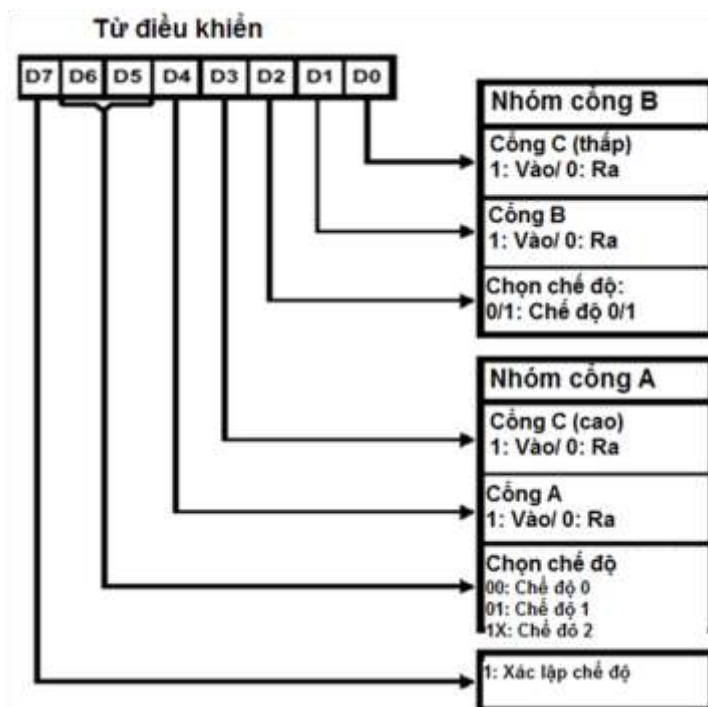 Từ điều khiển
D7 D6 D5 D4 D3 D2 D1 D0
Nhóm cổng B
Cổng C (thấp)
1: Vào/ 0: Ra
Cổng B
1: Vào/ 0: Ra
Chọn chế độ:
0/1: Chế độ 0/1
Nhóm cổng A
Cổng C (cao)
1: Vào/ 0: Ra
Cổng A
1: Vào/ 0: Ra
Chọn chế độ
00: Chế độ 0
01: Chế độ 1
1X: Chế đô 2
1: Xác lập chế độ